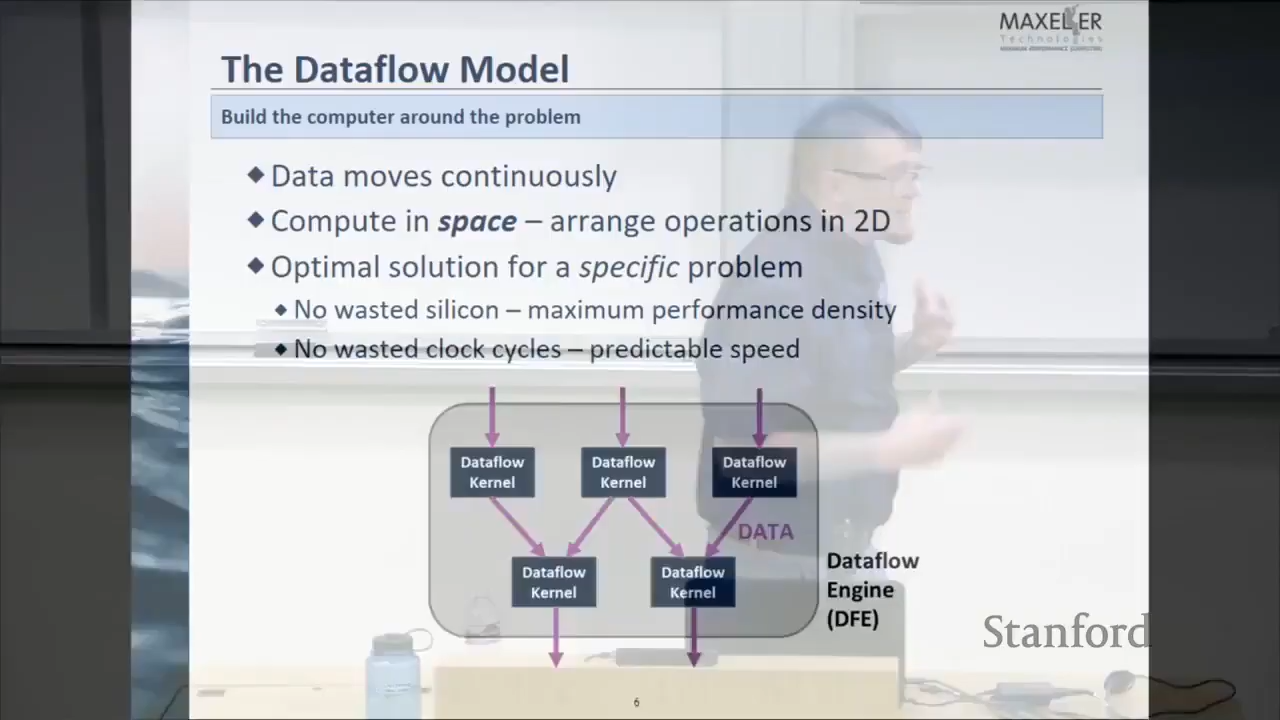 MAXELER
Technologies
MAXIMUM PERFORMANCE COMPUTING
The Dataflow Model
Build the computer around the problem
Data moves continuously
Compute in space – arrange operations in 2D
Optimal solution for a specific problem
No wasted silicon – maximum performance density
No wasted clock cycles – predictable speed
Dataflow
Kernel
Dataflow
Kernel
Dataflow
Kernel
DATA
Dataflow
Kernel
Dataflow
Kernel
Dataflow
Engine
(DFE)
Stanford
6